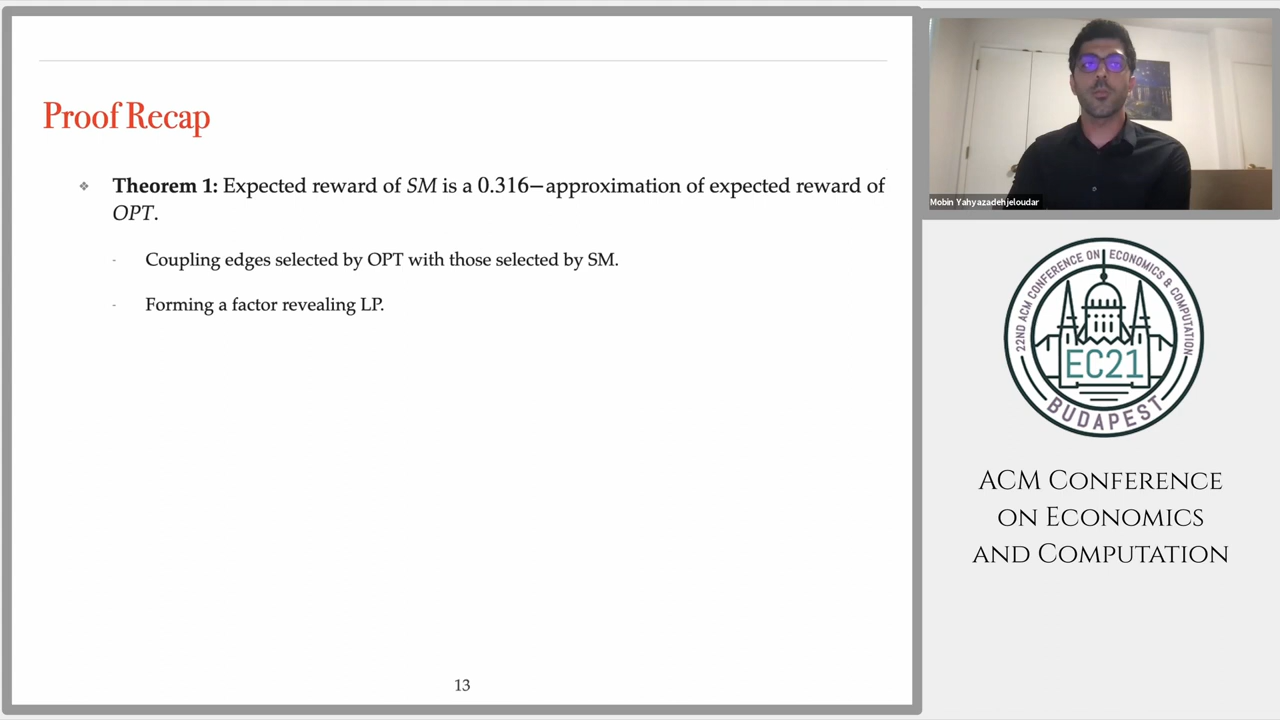 Proof Recap
❖ Theorem 1: Expected reward of SM is a 0.316−approximation of expected reward of
OPT.
- Coupling edges selected by OPT with those selected by SM.
- Forming a factor revealing LP.
13
Mobin Yahyazadehjeloudar
22ND ACM CONFERENCE ON ECONOMICS & COMPUTATION
EC21
BUDAPEST
ACM Conference
on Economics
and Computation